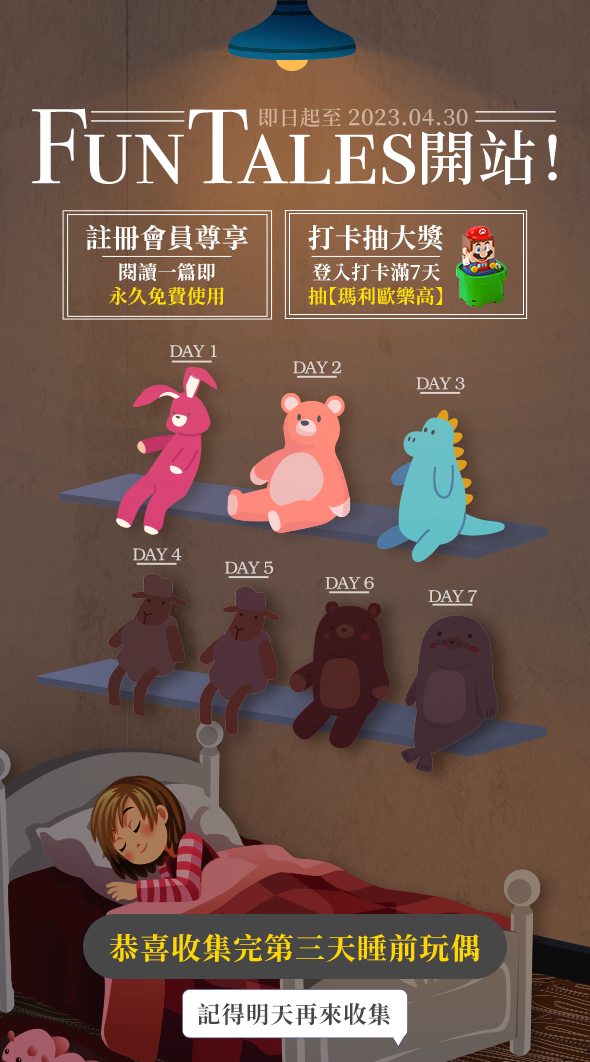 即日起至 2023.04.30
FUNTALES開站！
註冊會員尊享
閱讀一篇即
永久免費使用
打卡抽大獎
登入打卡滿7天
抽【瑪利歐樂高】
DAY 1
DAY 2
DAY 3
DAY 4
DAY 5
DAY 6
DAY 7
恭喜收集完第三天睡前玩偶
記得明天再來收集